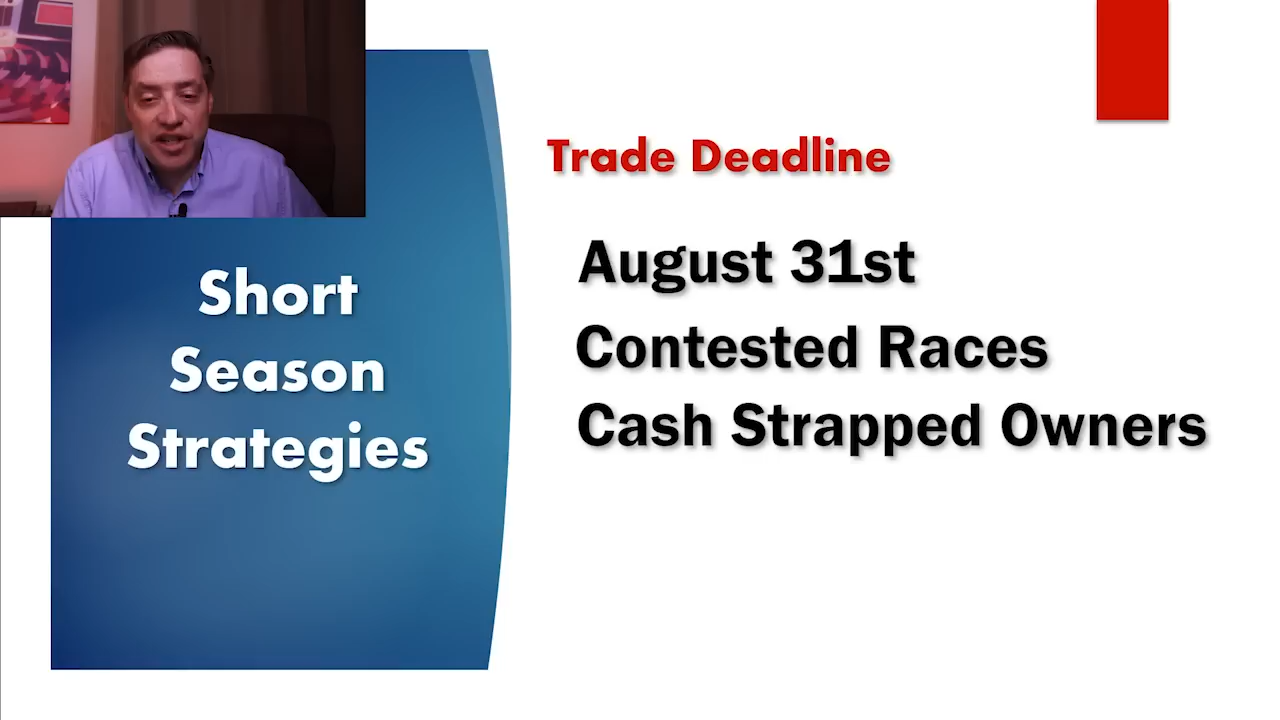 Short
Season
Strategies
Trade Deadline
August 31st
Contested Races
Cash Strapped Owners